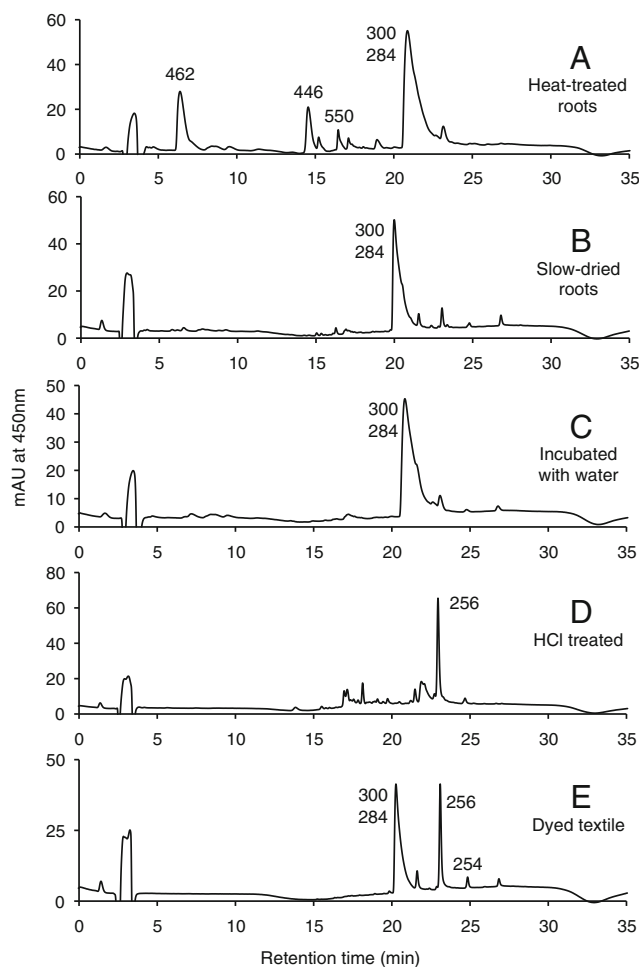 60
40
20
0
462
446
550
300
284
A
Heat-treated
roots
0 5 10 15 20 25 30 35
60
40
20
0
300
284
B
Slow-dried
roots
0 5 10 15 20 25 30 35
mAU at 450nm
50
40
30
20
10
0
300
284
C
Incubated
with water
0 5 10 15 20 25 30 35
80
60
40
20
0
256
D
HCl treated
0 5 10 15 20 25 30 35
50
25
0
300
284
256
254
E
Dyed textile
0 5 10 15 20 25 30 35
Retention time (min)